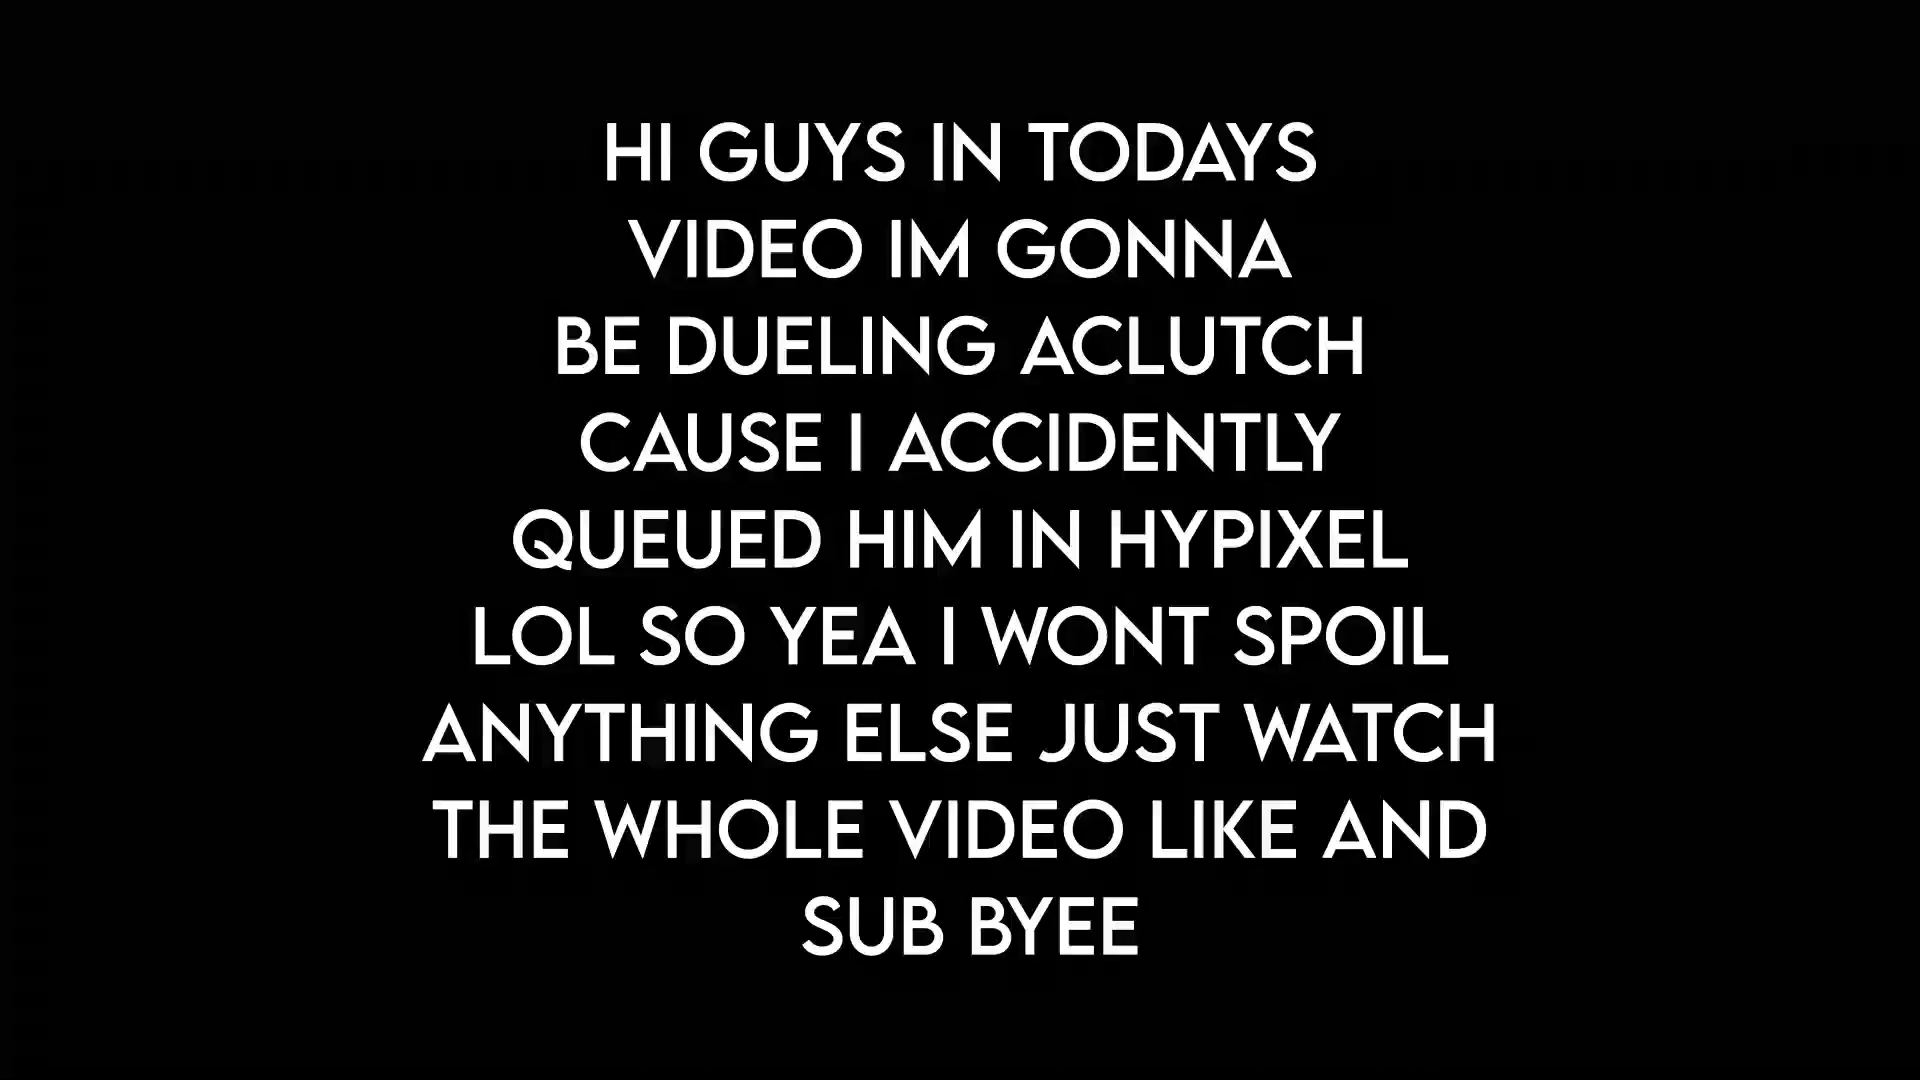 HI GUYS IN TODAYS
VIDEO IM GONNA
BE DUELING ACLUTCH
CAUSE I ACCIDENTLY
QUEUED HIM IN HYPIXEL
LOL SO YEA I WONT SPOIL
ANYTHING ELSE JUST WATCH
THE WHOLE VIDEO LIKE AND
SUB BYEE